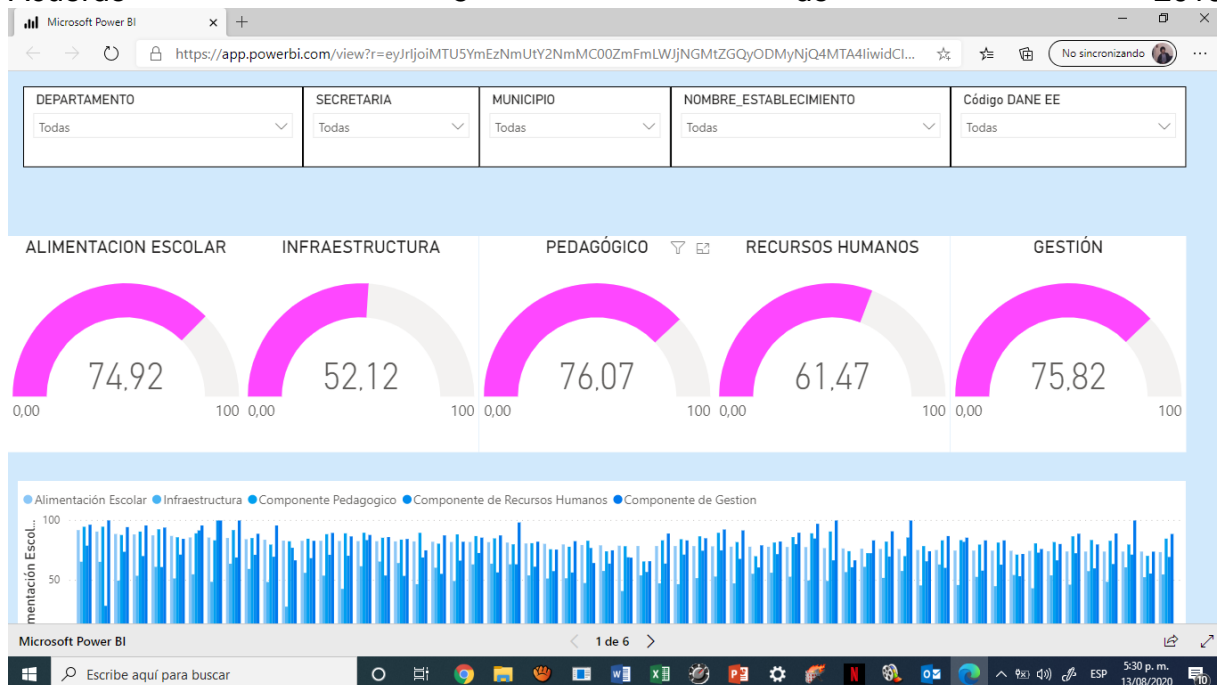 Microsoft Power BI
https://app.powerbi.com/view?r=eyJrIjoiMTU5YmEzNmUtY2NmMC00ZmFmLWJjNGMtZGQyODMyNjQ4MTA4IiwidCI...
No sincronizando
DEPARTAMENTO SECRETARIA MUNICIPIO NOMBRE_ESTABLECIMIENTO Código DANE EE
Todas Todas Todas Todas Todas
ALIMENTACION ESCOLAR INFRAESTRUCTURA PEDAGÓGICO RECURSOS HUMANOS GESTIÓN
74,92 52,12 76,07 61,47 75,82
0,00 100 0,00 100 0,00 100 0,00 100 0,00 100
Alimentación Escolar Infraestructura Componente Pedagogico Componente de Recursos Humanos Componente de Gestion
100
50
Microsoft Power BI 1 de 6
Escribe aquí para buscar ESP 5:30 p. m.
13/08/2020